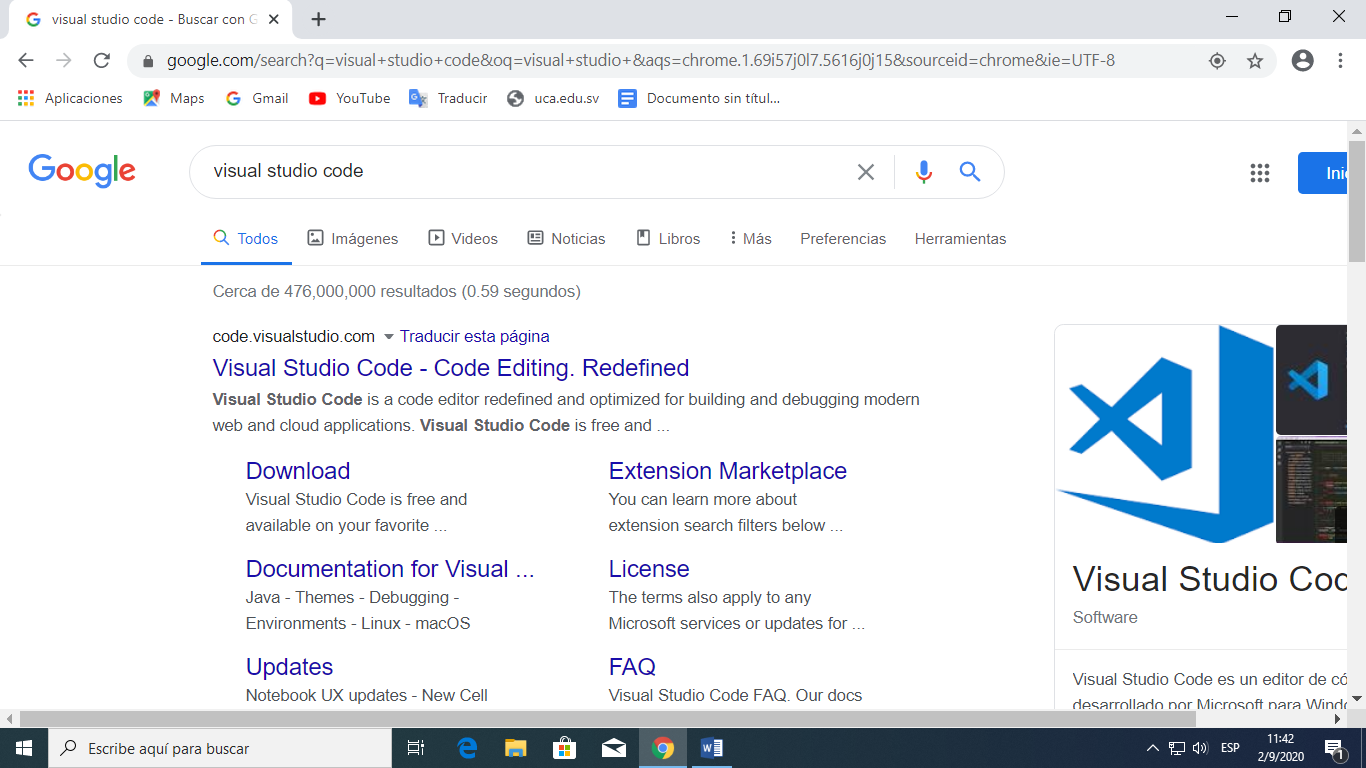 visual studio code - Buscar con G
google.com/search?q=visual+studio+code&oq=visual+studio+&aqs=chrome.1.69i57j0l7.5616j0j15&sourceid=chrome&ie=UTF-8
Aplicaciones Maps Gmail YouTube Traducir uca.edu.sv Documento sin títul...
Google
visual studio code
Ini
Todos Imágenes Videos Noticias Libros Más Preferencias Herramientas
Cerca de 476,000,000 resultados (0.59 segundos)
code.visualstudio.com Traducir esta página
Visual Studio Code - Code Editing. Redefined
Visual Studio Code is a code editor redefined and optimized for building and debugging modern
web and cloud applications. Visual Studio Code is free and ...
Download
Visual Studio Code is free and
available on your favorite ...
Extension Marketplace
You can learn more about
extension search filters below ...
Documentation for Visual ...
Java - Themes - Debugging -
Environments - Linux - macOS
License
The terms also apply to any
Microsoft services or updates for ...
Updates
Notebook UX updates - New Cell
FAQ
Visual Studio Code FAQ. Our docs
Visual Studio Cod
Software
Visual Studio Code es un editor de có
desarrollado por Microsoft para Windo
Escribe aquí para buscar
ESP
11:42
2/9/2020
1